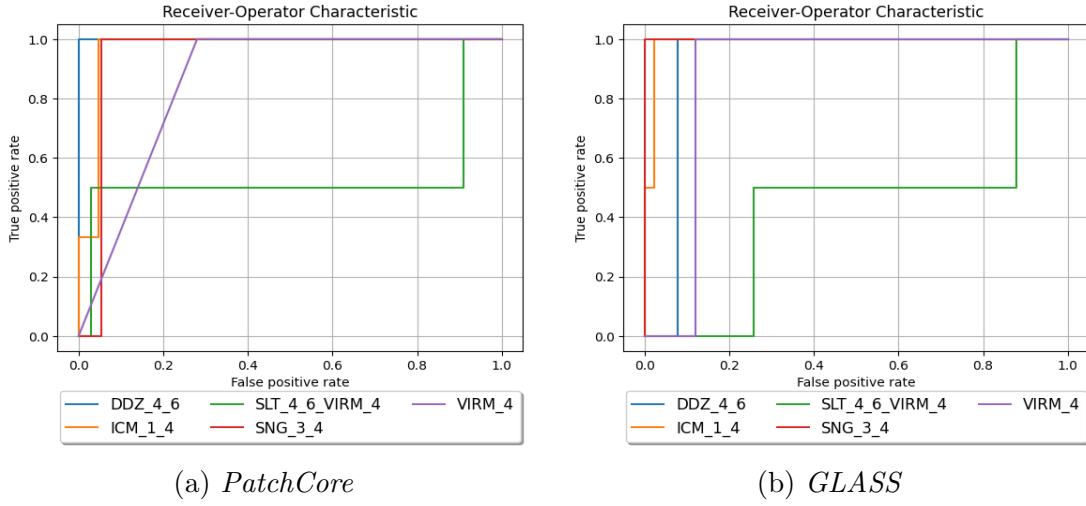 Receiver-Operator Characteristic
1.0
0.8
0.6
0.4
0.2
0.0
True positive rate
0.0 0.2 0.4 0.6 0.8 1.0
False positive rate
DDZ_4_6 SLT_4_6_VIRM_4 VIRM_4
ICM_1_4 SNG_3_4
(a) PatchCore
Receiver-Operator Characteristic
1.0
0.8
0.6
0.4
0.2
0.0
True positive rate
0.0 0.2 0.4 0.6 0.8 1.0
False positive rate
DDZ_4_6 SLT_4_6_VIRM_4 VIRM_4
ICM_1_4 SNG_3_4
(b) GLASS